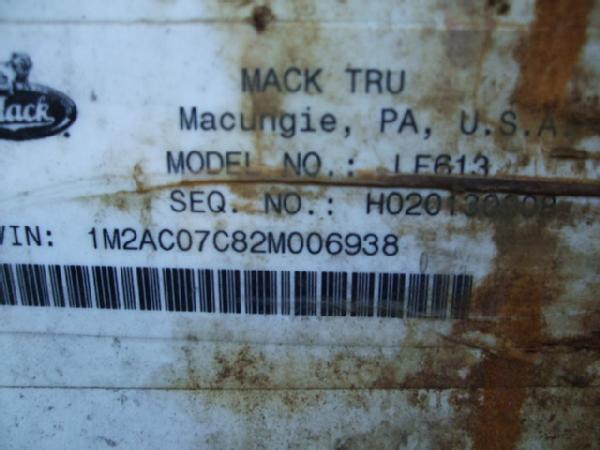 Mack
MACK TRU
Macungie, PA, U.S.A.
MODEL NO.: LE613
SEQ. NO.:
VIN: 1M2AC07C82M006938